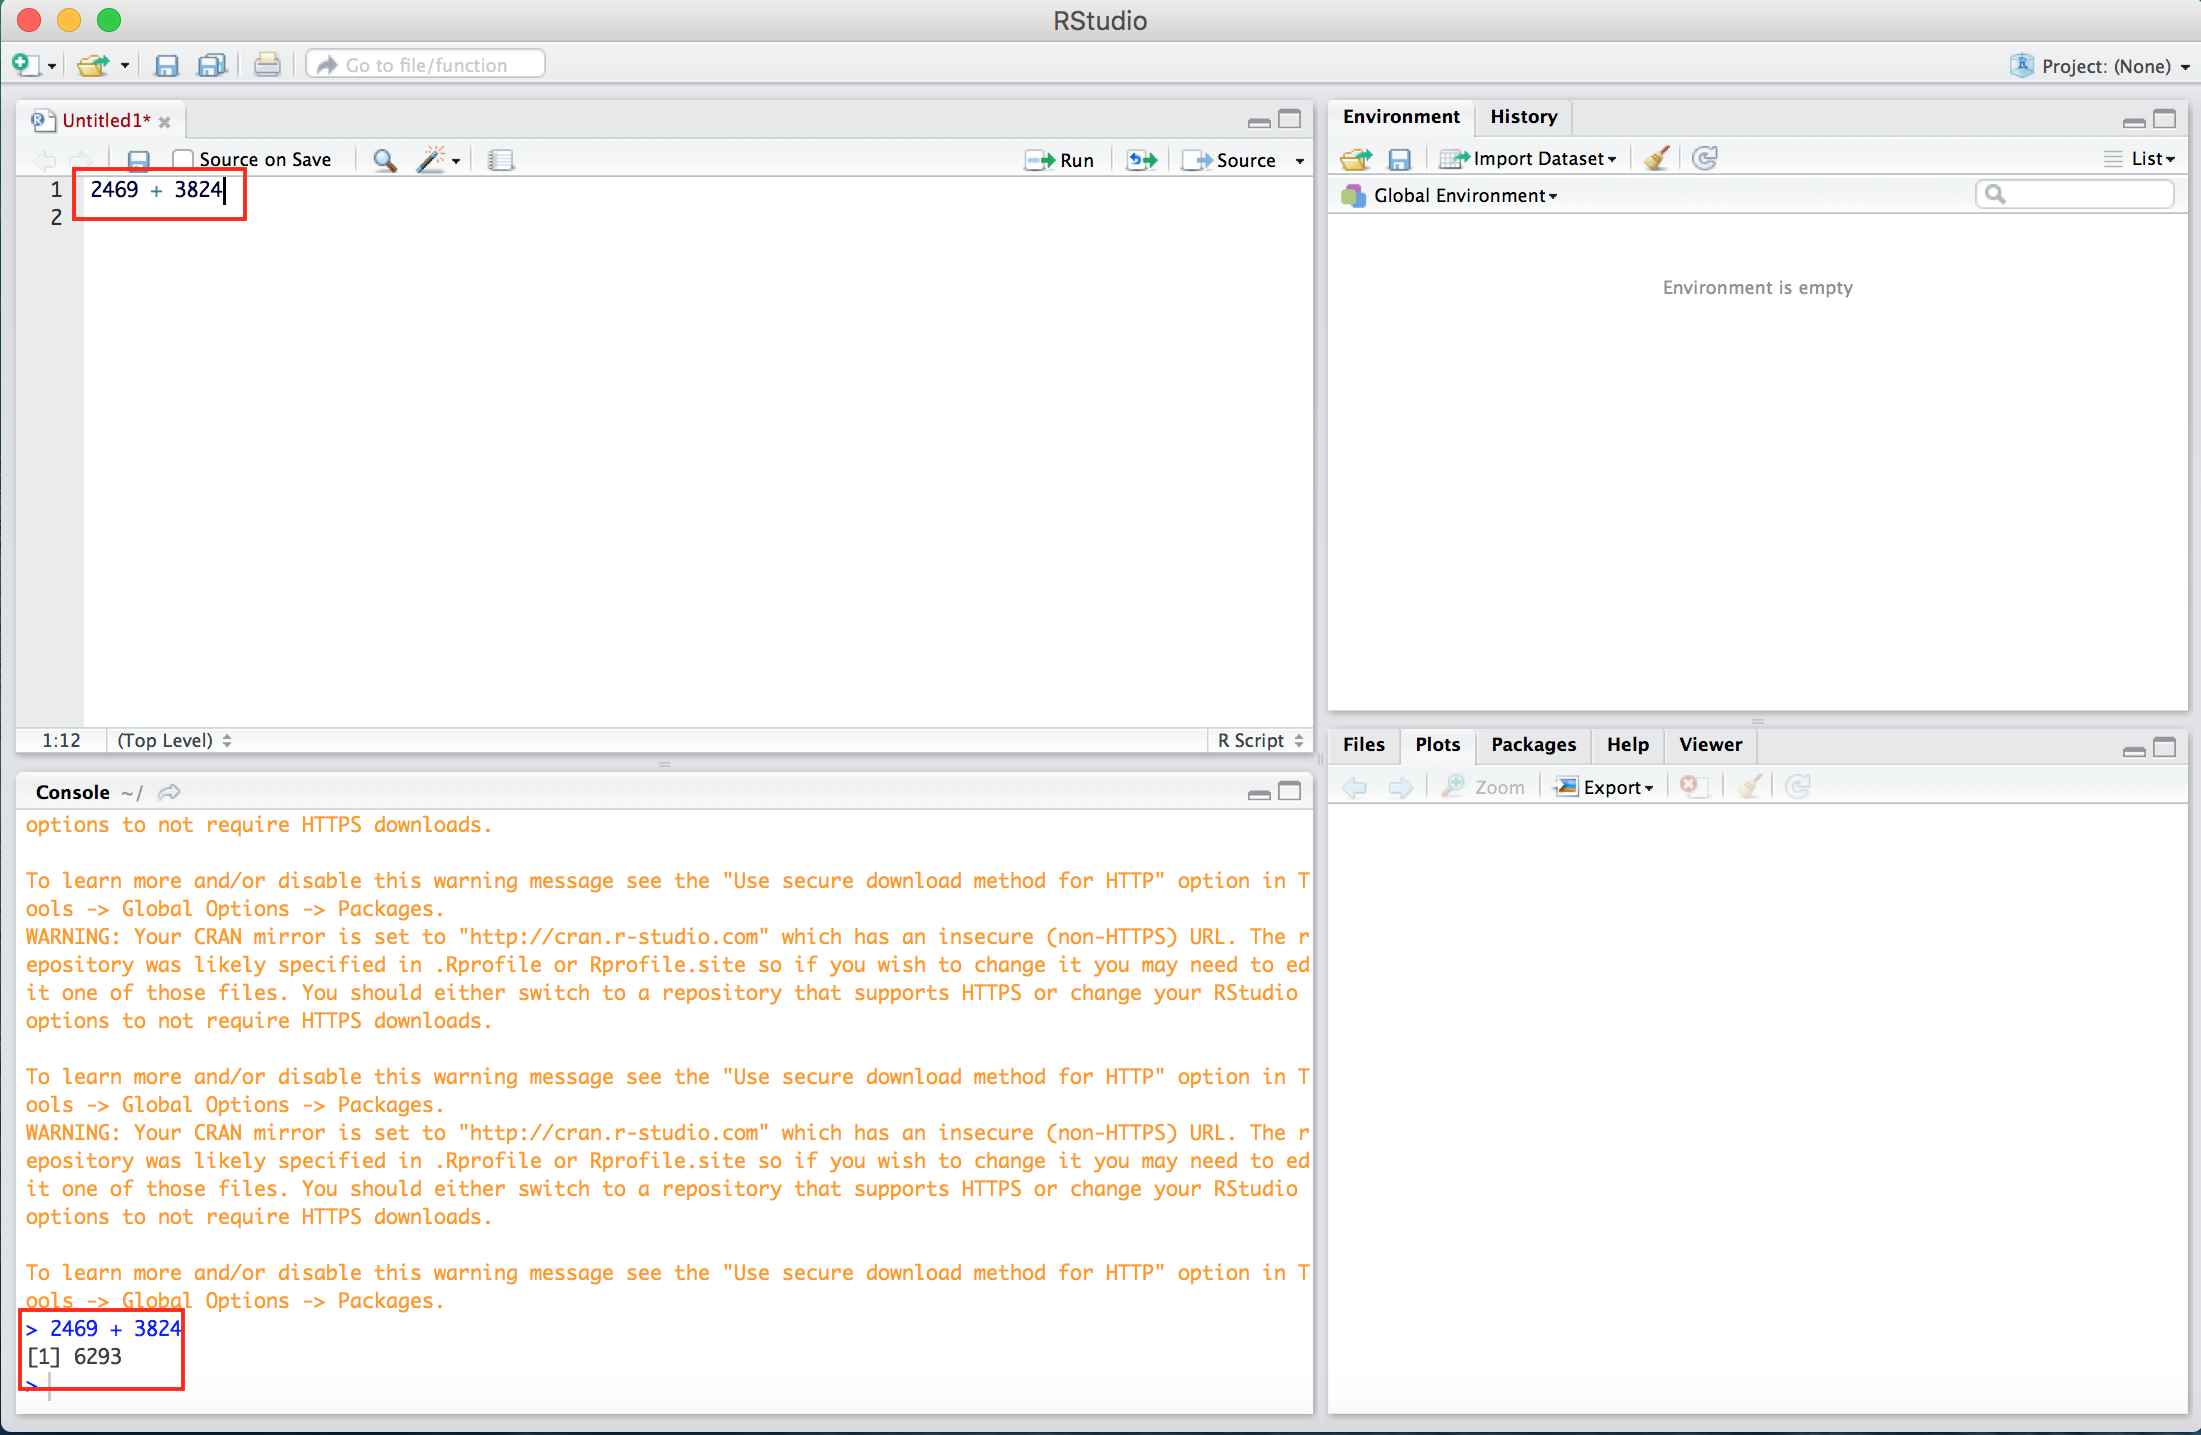 RStudio
Go to file/function
Project: (None)
Untitled1*
Source on Save
Run
Source
1 2469 + 3824
2
1:12 (Top Level) R Script
Console ~/
options to not require HTTPS downloads.
To learn more and/or disable this warning message see the "Use secure download method for HTTP" option in T
ools -> Global Options -> Packages.
WARNING: Your CRAN mirror is set to "http://cran.r-studio.com" which has an insecure (non-HTTPS) URL. The r
epository was likely specified in .Rprofile or Rprofile.site so if you wish to change it you may need to ed
it one of those files. You should either switch to a repository that supports HTTPS or change your RStudio
options to not require HTTPS downloads.
To learn more and/or disable this warning message see the "Use secure download method for HTTP" option in T
ools -> Global Options -> Packages.
WARNING: Your CRAN mirror is set to "http://cran.r-studio.com" which has an insecure (non-HTTPS) URL. The r
epository was likely specified in .Rprofile or Rprofile.site so if you wish to change it you may need to ed
it one of those files. You should either switch to a repository that supports HTTPS or change your RStudio
options to not require HTTPS downloads.
To learn more and/or disable this warning message see the "Use secure download method for HTTP" option in T
ools -> Global Options -> Packages.
> 2469 + 3824
[1] 6293
>
Environment History
Import Dataset
List
Global Environment
Environment is empty
Files Plots Packages Help Viewer
Zoom Export